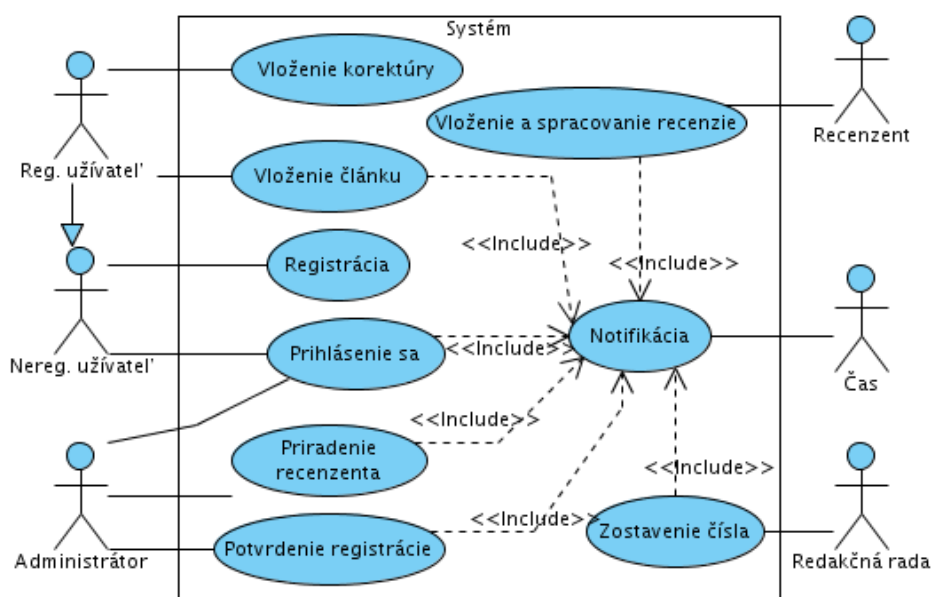 Systém
Vloženie korektúry
Vloženie a spracovanie recenzie
Recenzent
Reg. užívateľ
Vloženie článku
<<Include>>
<<Include>>
Registrácia
Nereg. užívateľ
Prihlásenie sa
<<Include>>
Notifikácia
Čas
<<Include>>
Priradenie
recenzenta
<<Include>>
Administrátor
Potvrdenie registrácie
<<Include>>
Zostavenie čísla
Redakčná rada